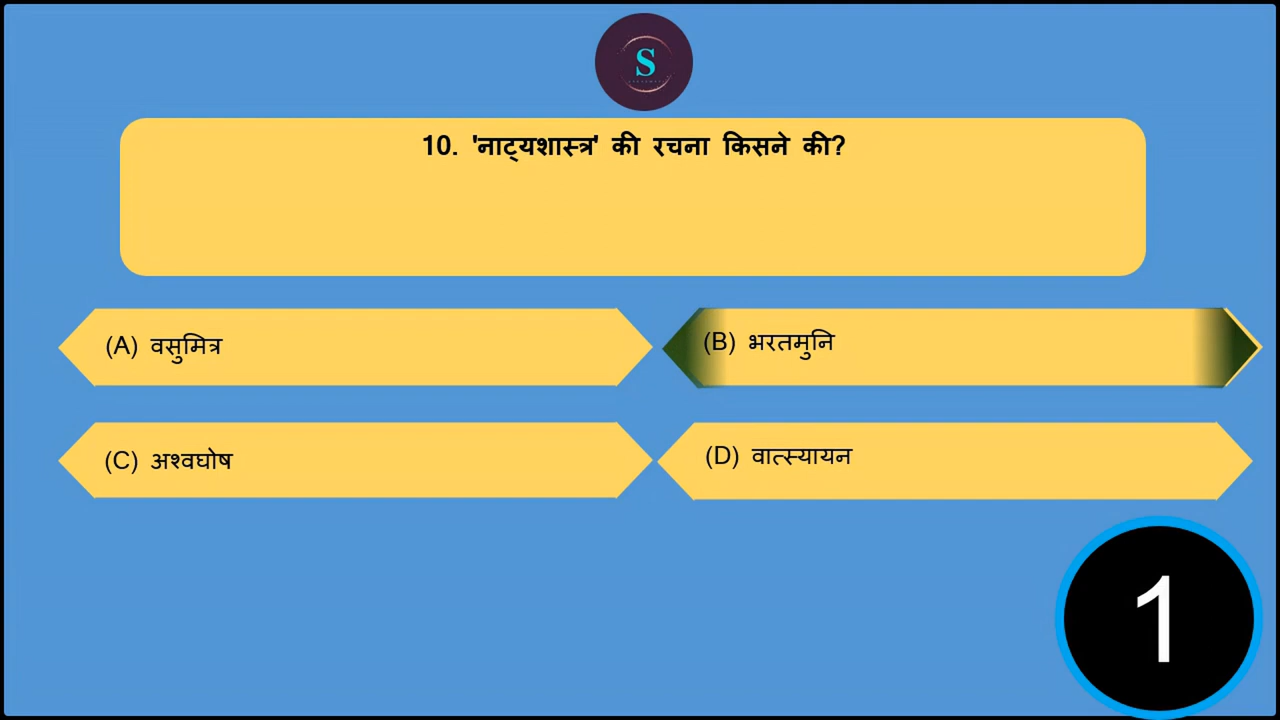 S
10. 'नाट्यशास्त्र' की रचना किसने की?
(A) वसुमित्र
(B) भरतमुनि
(C) अश्वघोष
(D) वात्स्यायन
1